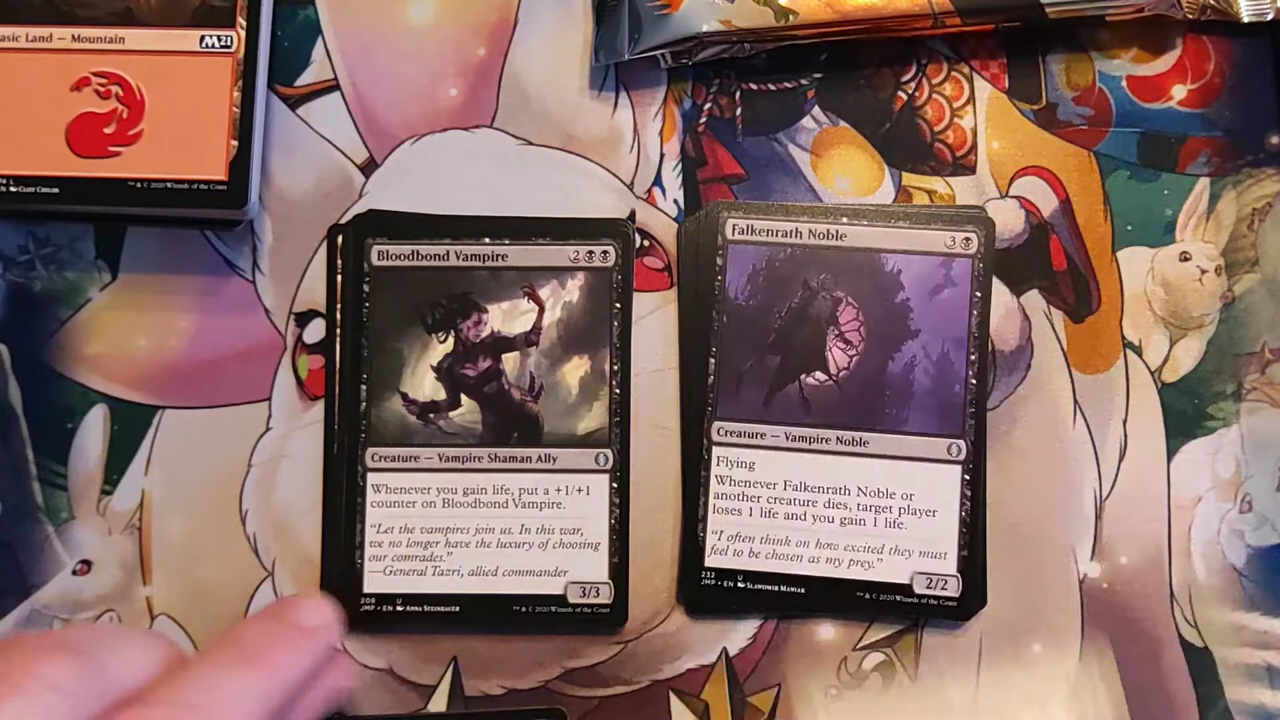 asic Land — Mountain
M21
™ & © 2020 Wizards of the Coast
Bloodbond Vampire
2
Creature — Vampire Shaman Ally
Whenever you gain life, put a +1/+1
counter on Bloodbond Vampire.
“Let the vampires join us. In this war,
we no longer have the luxury of choosing
our comrades.”
—General Tazri, allied commander
3/3
209 U
JMP • EN Anna Steinbauer
™ & © 2020 Wizards of the Coast
Falkenrath Noble
3
Creature — Vampire Noble
Flying
Whenever Falkenrath Noble or
another creature dies, target player
loses 1 life and you gain 1 life.
“I often think on how excited they must
feel to be chosen as my prey.”
2/2
232 U
JMP • EN Slawomir Maniak
™ & © 2020 Wizards of the Coast